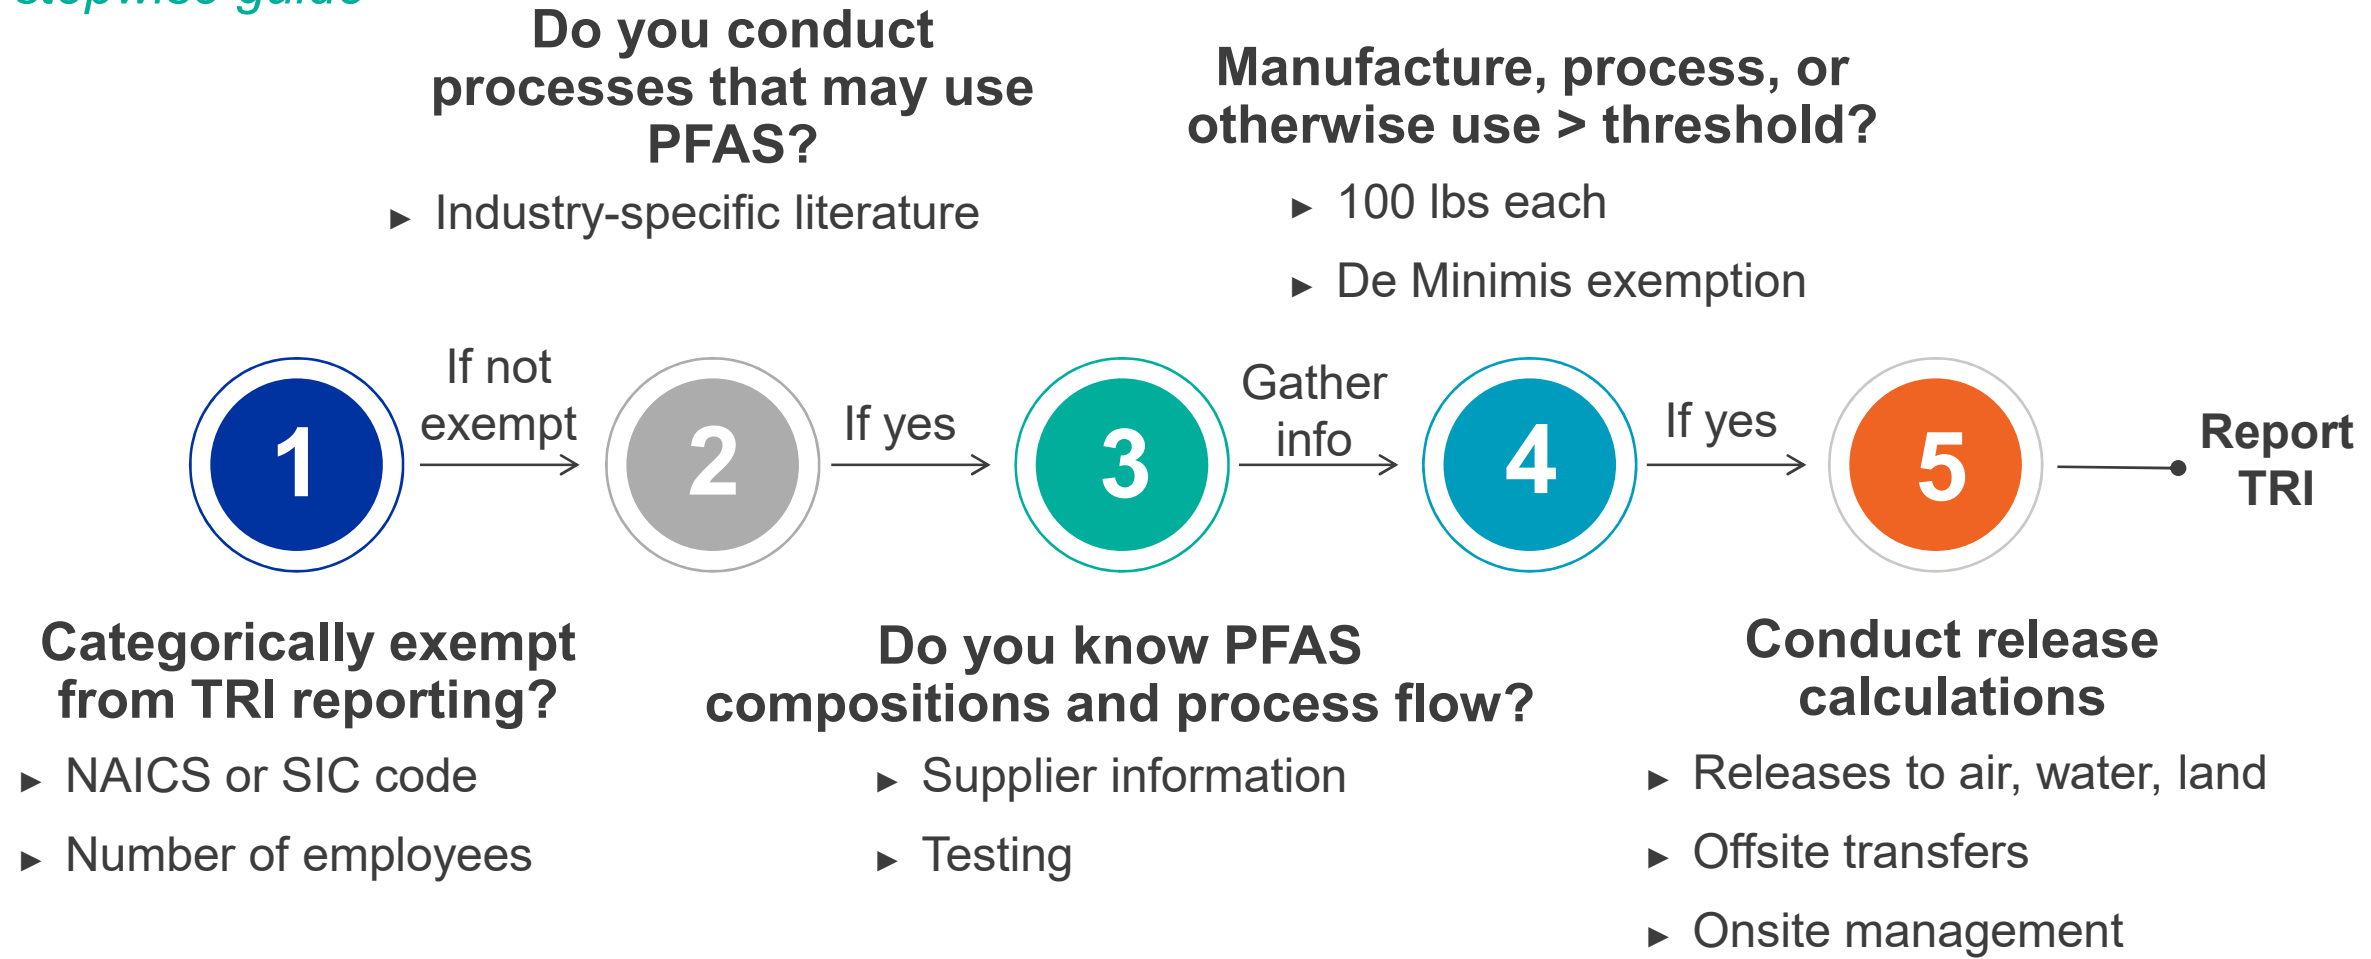 stepwise guide
Do you conduct
processes that may use
PFAS?
► Industry-specific literature
Manufacture, process, or
otherwise use > threshold?
► 100 lbs each
► De Minimis exemption
1
If not
exempt
2
If yes
3
Gather
info
4
If yes
5
Report
TRI
Categorically exempt
from TRI reporting?
► NAICS or SIC code
► Number of employees
Do you know PFAS
compositions and process flow?
► Supplier information
► Testing
Conduct release
calculations
► Releases to air, water, land
► Offsite transfers
► Onsite management